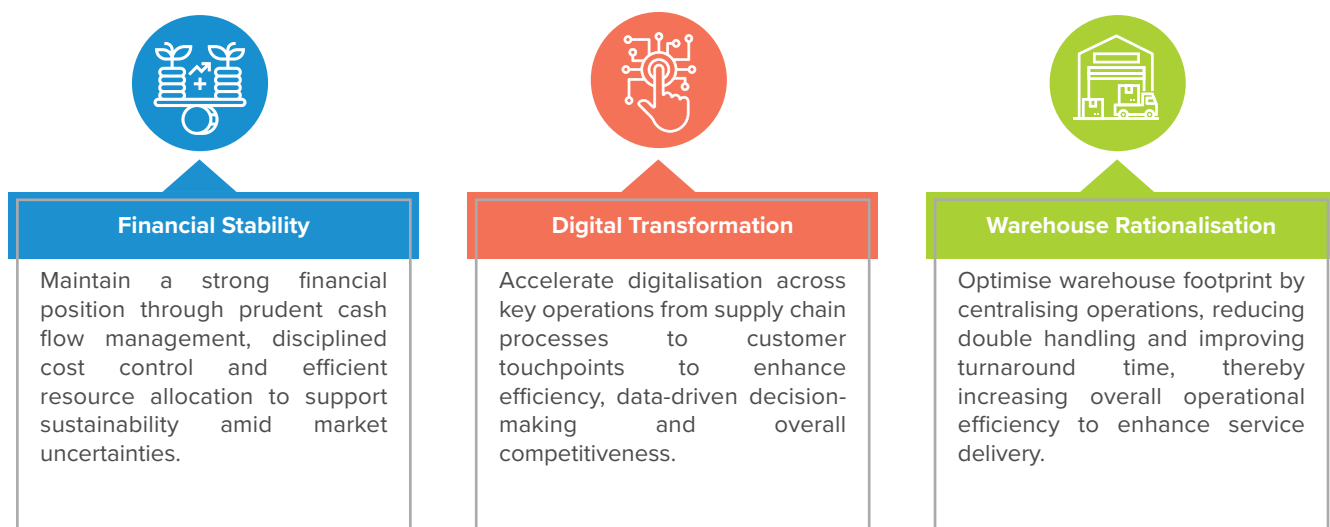 Financial Stability
Maintain a strong financial
position through prudent cash
flow management, disciplined
cost control and efficient
resource allocation to support
sustainability amid market
uncertainties.
Digital Transformation
Accelerate digitalisation across
key operations from supply chain
processes to customer
touchpoints to enhance
efficiency, data-driven decision-
making and overall
competitiveness.
Warehouse Rationalisation
Optimise warehouse footprint by
centralising operations, reducing
double handling and improving
turnaround time, thereby
increasing overall operational
efficiency to enhance service
delivery.